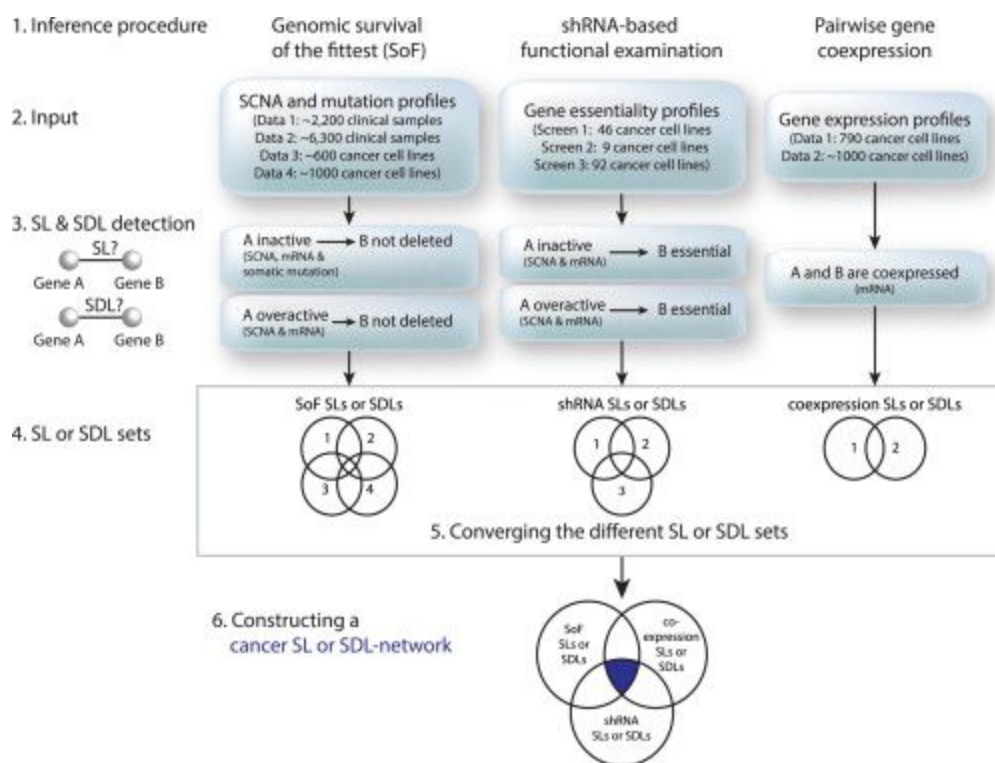 1. Inference procedure
Genomic survival
of the fittest (SoF)
shRNA-based
functional examination
Pairwise gene
coexpression
2. Input
SCNA and mutation profiles
(Data 1: ~2,200 clinical samples
Data 2: ~6,300 clinical samples
Data 3: ~600 cancer cell lines
Data 4: ~1000 cancer cell lines)
Gene essentiality profiles
(Screen 1: 46 cancer cell lines
Screen 2: 9 cancer cell lines
Screen 3: 92 cancer cell lines)
Gene expression profiles
(Data 1: 790 cancer cell lines
Data 2: ~1000 cancer cell lines)
3. SL & SDL detection
SL?
Gene A Gene B
SDL?
Gene A Gene B
A inactive B not deleted
(SCNA, mRNA &
somatic mutation)
A overactive B not deleted
(SCNA & mRNA)
A inactive B essential
(SCNA & mRNA)
A overactive B essential
(SCNA & mRNA)
A and B are coexpressed
(mRNA)
4. SL or SDL sets
SoF SLs or SDLs
1 2
3 4
shRNA SLs or SDLs
1 2
3
coexpression SLs or SDLs
1 2
5. Converging the different SL or SDL sets
6. Constructing a
cancer SL or SDL-network
SoF
SLs or
SDLs
co-
expression
SLs or
SDLs
shRNA
SLs or SDLs